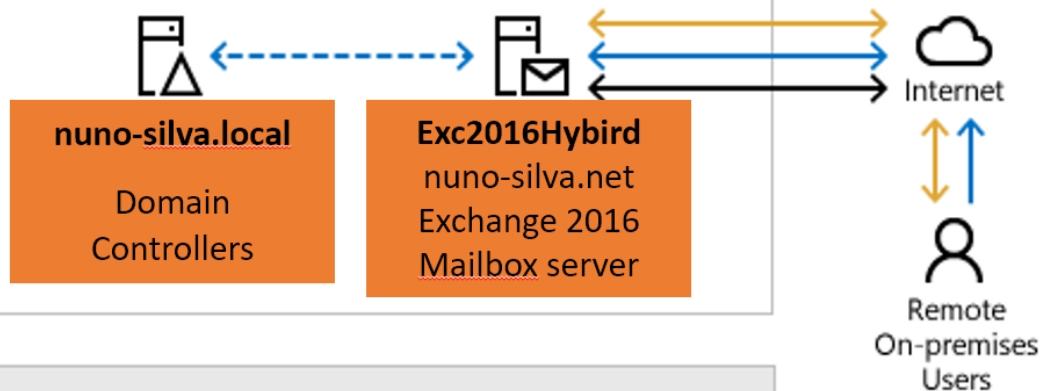 nuno-silva.local
Domain
Controllers
Exc2016Hybird
nuno-silva.net
Exchange 2016
Mailbox server
Internet
Remote
On-premises
Users